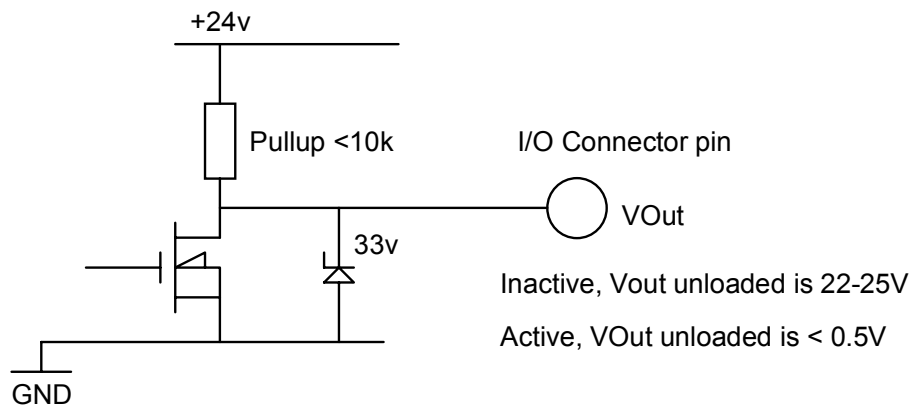 +24v
Pullup <10k
I/O Connector pin
VOut
33v
Inactive, Vout unloaded is 22-25V
Active, VOut unloaded is < 0.5V
GND